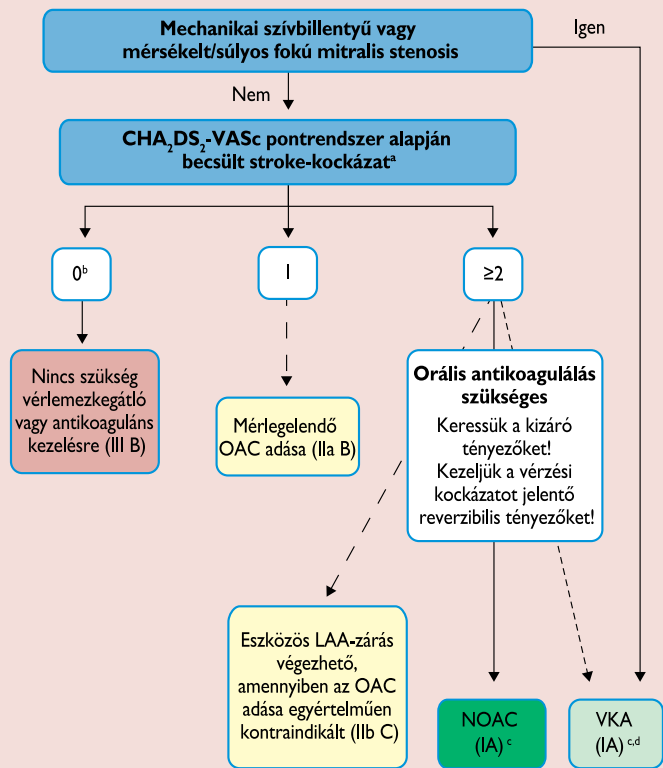 Mechanikai szívbillentyű vagy
mérsékelt/súlyos fokú mitralis stenosis
Igen
Nem
CHA₂DS₂-VASc pontrendszer alapján
becsült stroke-kockázatᵃ
0ᵇ
1
≥2
Nincs szükség
vérlemezkegátló
vagy antikoaguláns
kezelésre (III B)
Mérlegelendő
OAC adása (IIa B)
Orális antikoagulálás
szükséges
Keressük a kizáró
tényezőket!
Kezeljük a vérzési
kockázatot jelentő
reverzibilis tényezőket!
Eszközös LAA-zárás
végezhető,
amennyiben az OAC
adása egyértelműen
kontraindikált (IIb C)
NOAC
(IA) ᶜ
VKA
(IA) ᶜ,ᵈ